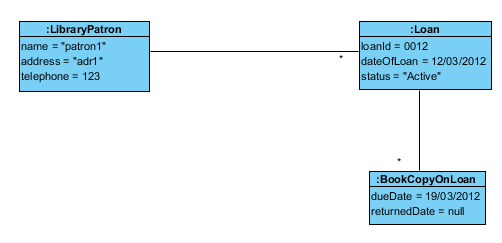 :LibraryPatron
name = "patron1"
address = "adr1"
telephone = 123
*
:Loan
loanId = 0012
dateOfLoan = 12/03/2012
status = "Active"
*
:BookCopyOnLoan
dueDate = 19/03/2012
returnedDate = null